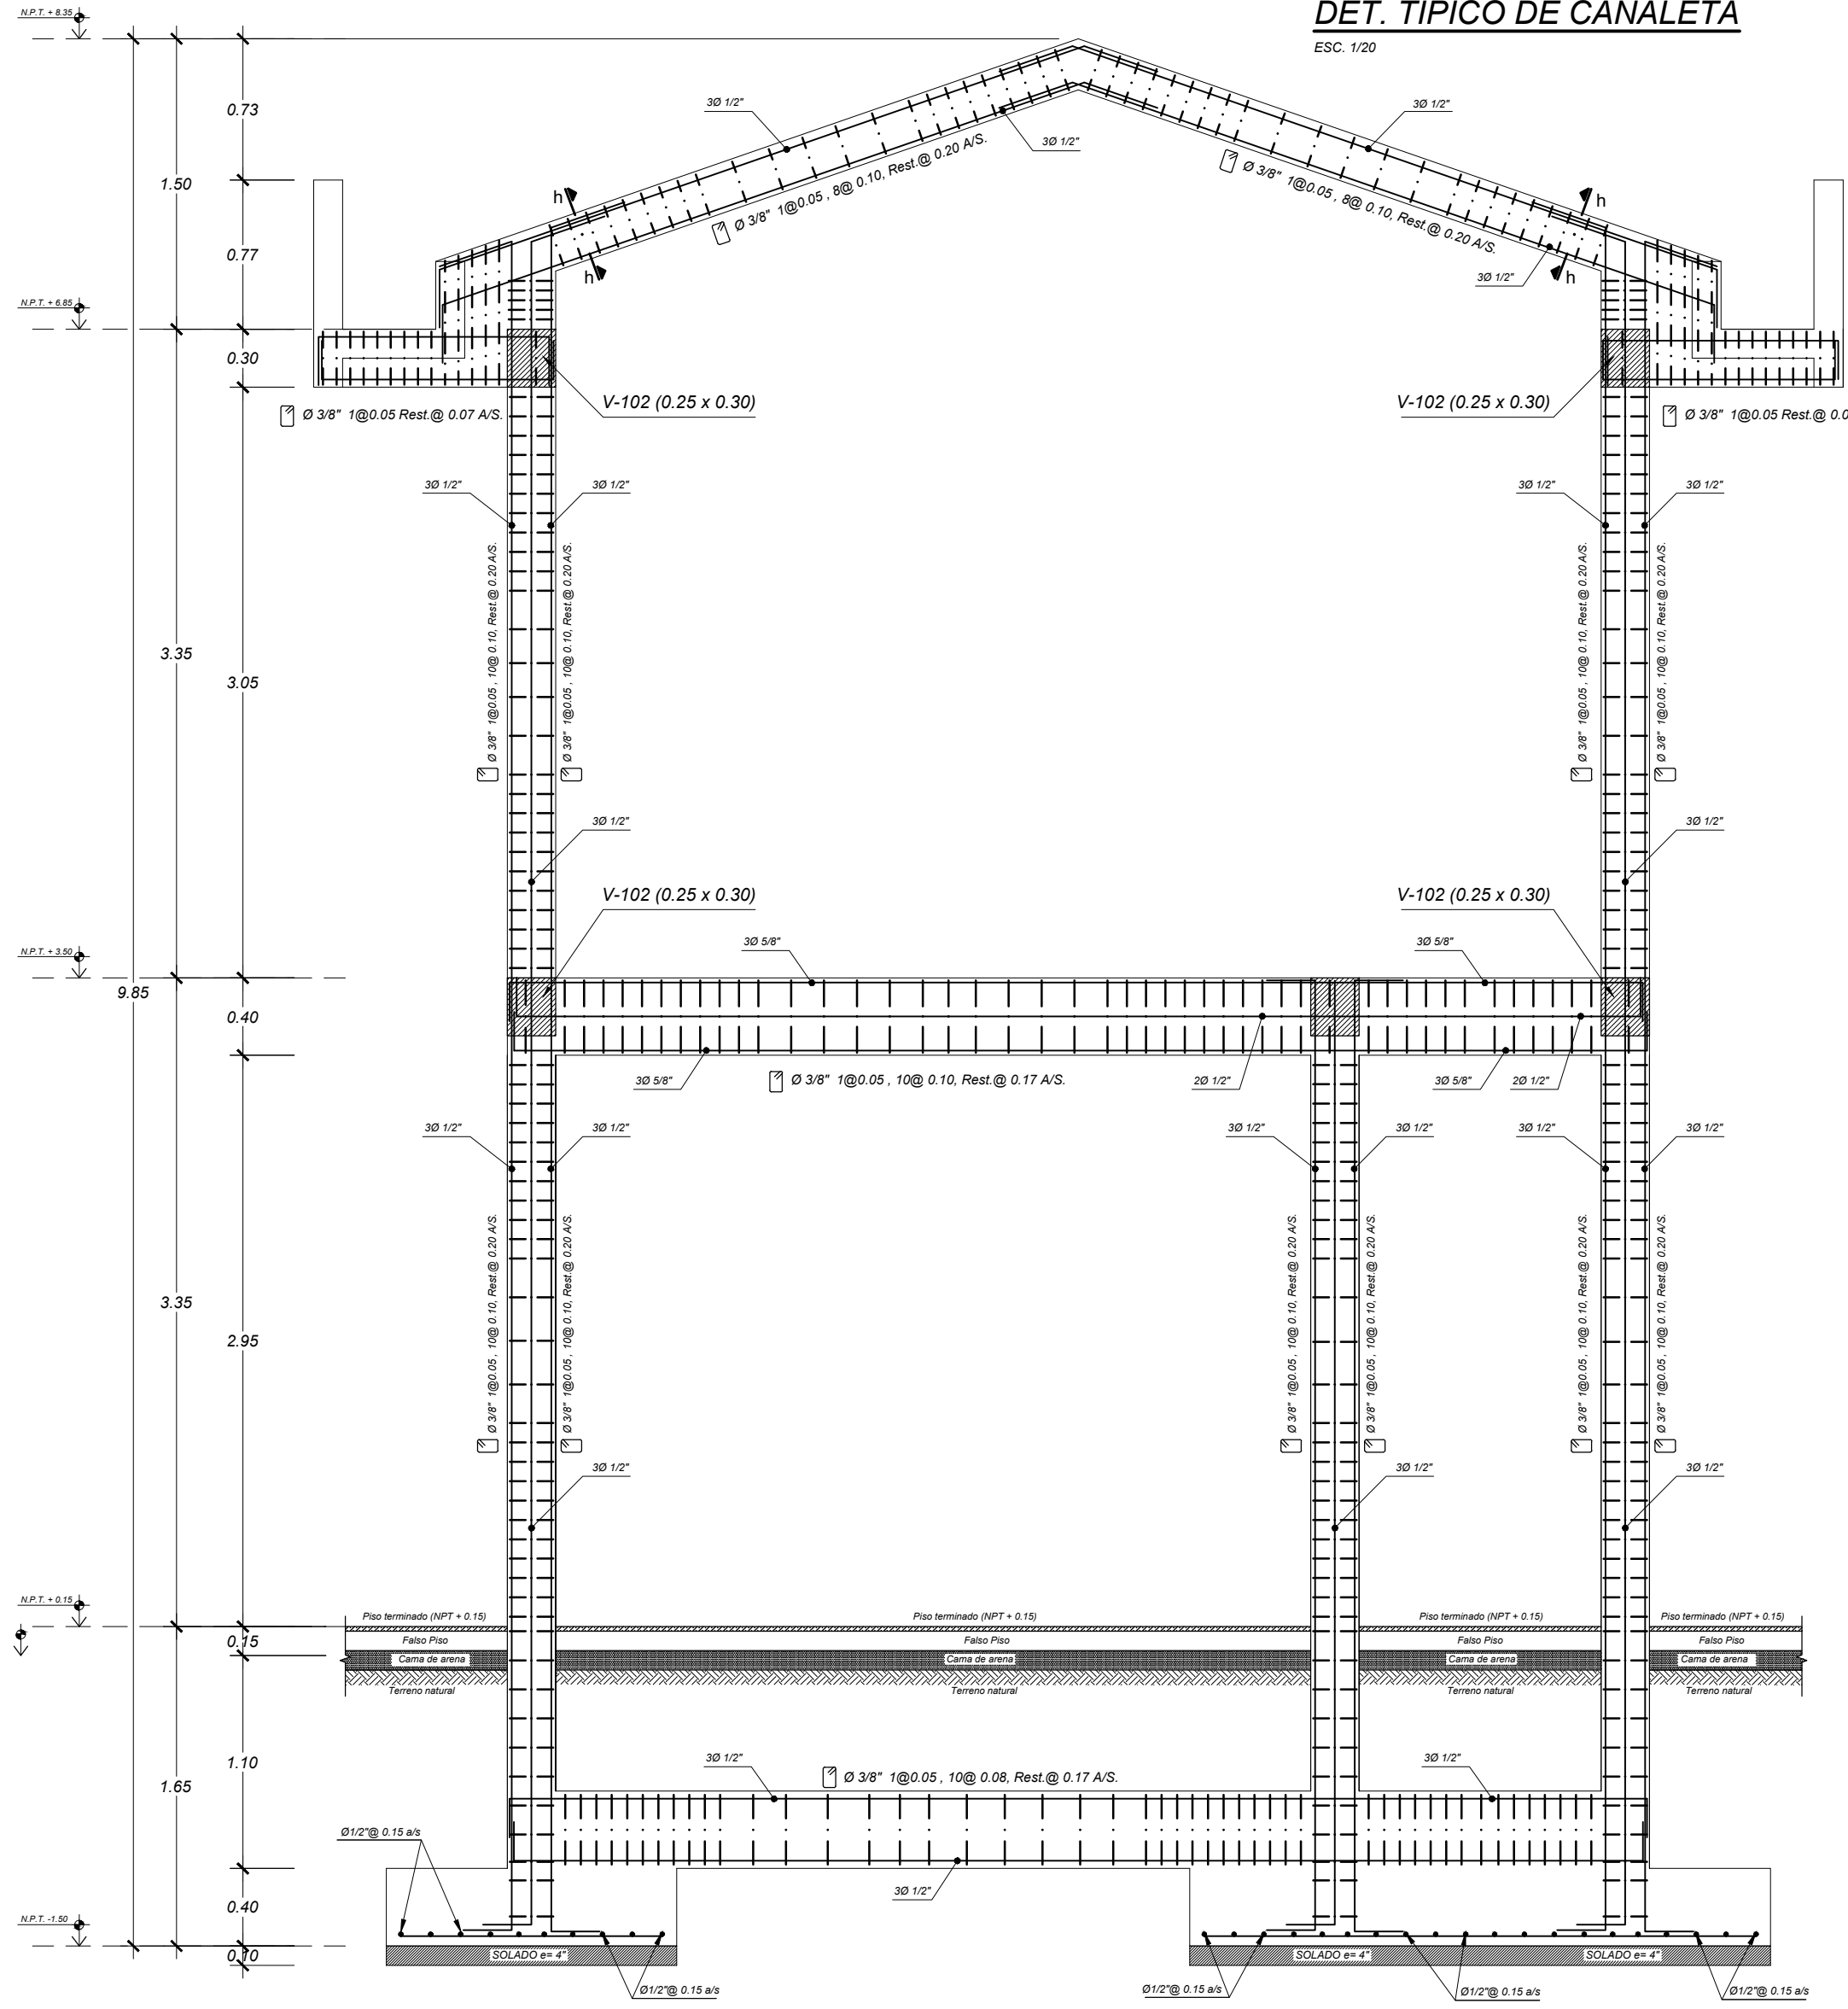 N.P.T. + 8.35
DET. TIPICO DE CANALETA
ESC. 1/20
0.73
3Ø 1/2"
3Ø 1/2"
3Ø 1/2"
Ø 3/8" 1@0.05 , 8@ 0.10, Rest.@ 0.20 A/S.
Ø 3/8" 1@0.05 , 8@ 0.10, Rest.@ 0.20 A/S.
1.50
h
h
0.77
h
h
3Ø 1/2"
N.P.T. + 6.85
0.30
V-102 (0.25 x 0.30)
V-102 (0.25 x 0.30)
Ø 3/8" 1@0.05 Rest.@ 0.07 A/S.
Ø 3/8" 1@0.05 Rest.@ 0.0
3Ø 1/2"
3Ø 1/2"
3Ø 1/2"
3Ø 1/2"
Ø 3/8" 1@0.05 , 10@ 0.10, Rest.@ 0.20 A/S.
Ø 3/8" 1@0.05 , 10@ 0.10, Rest.@ 0.20 A/S.
Ø 3/8" 1@0.05 , 10@ 0.10, Rest.@ 0.20 A/S.
Ø 3/8" 1@0.05 , 10@ 0.10, Rest.@ 0.20 A/S.
3.35
3.05
3Ø 1/2"
3Ø 1/2"
V-102 (0.25 x 0.30)
V-102 (0.25 x 0.30)
3Ø 5/8"
3Ø 5/8"
N.P.T. + 3.50
9.85
0.40
3Ø 5/8"
Ø 3/8" 1@0.05 , 10@ 0.10, Rest.@ 0.17 A/S.
2Ø 1/2"
3Ø 5/8"
2Ø 1/2"
3Ø 1/2"
3Ø 1/2"
3Ø 1/2"
3Ø 1/2"
3Ø 1/2"
3Ø 1/2"
Ø 3/8" 1@0.05 , 10@ 0.10, Rest.@ 0.20 A/S.
Ø 3/8" 1@0.05 , 10@ 0.10, Rest.@ 0.20 A/S.
Ø 3/8" 1@0.05 , 10@ 0.10, Rest.@ 0.20 A/S.
Ø 3/8" 1@0.05 , 10@ 0.10, Rest.@ 0.20 A/S.
Ø 3/8" 1@0.05 , 10@ 0.10, Rest.@ 0.20 A/S.
Ø 3/8" 1@0.05 , 10@ 0.10, Rest.@ 0.20 A/S.
3.35
2.95
3Ø 1/2"
3Ø 1/2"
3Ø 1/2"
N.P.T. + 0.15
Piso terminado (NPT + 0.15)
Piso terminado (NPT + 0.15)
Piso terminado (NPT + 0.15)
Piso terminado (NPT + 0.15)
0.15
Falso Piso
Falso Piso
Falso Piso
Falso Piso
Cama de arena
Cama de arena
Cama de arena
Cama de arena
Terreno natural
Terreno natural
Terreno natural
Terreno natural
1.10
3Ø 1/2"
Ø 3/8" 1@0.05 , 10@ 0.08, Rest.@ 0.17 A/S.
3Ø 1/2"
1.65
Ø1/2"@ 0.15 a/s
3Ø 1/2"
0.40
N.P.T. -1.50
0.10
SOLADO e= 4"
SOLADO e= 4"
SOLADO e= 4"
Ø1/2"@ 0.15 a/s
Ø1/2"@ 0.15 a/s
Ø1/2"@ 0.15 a/s
Ø1/2"@ 0.15 a/s